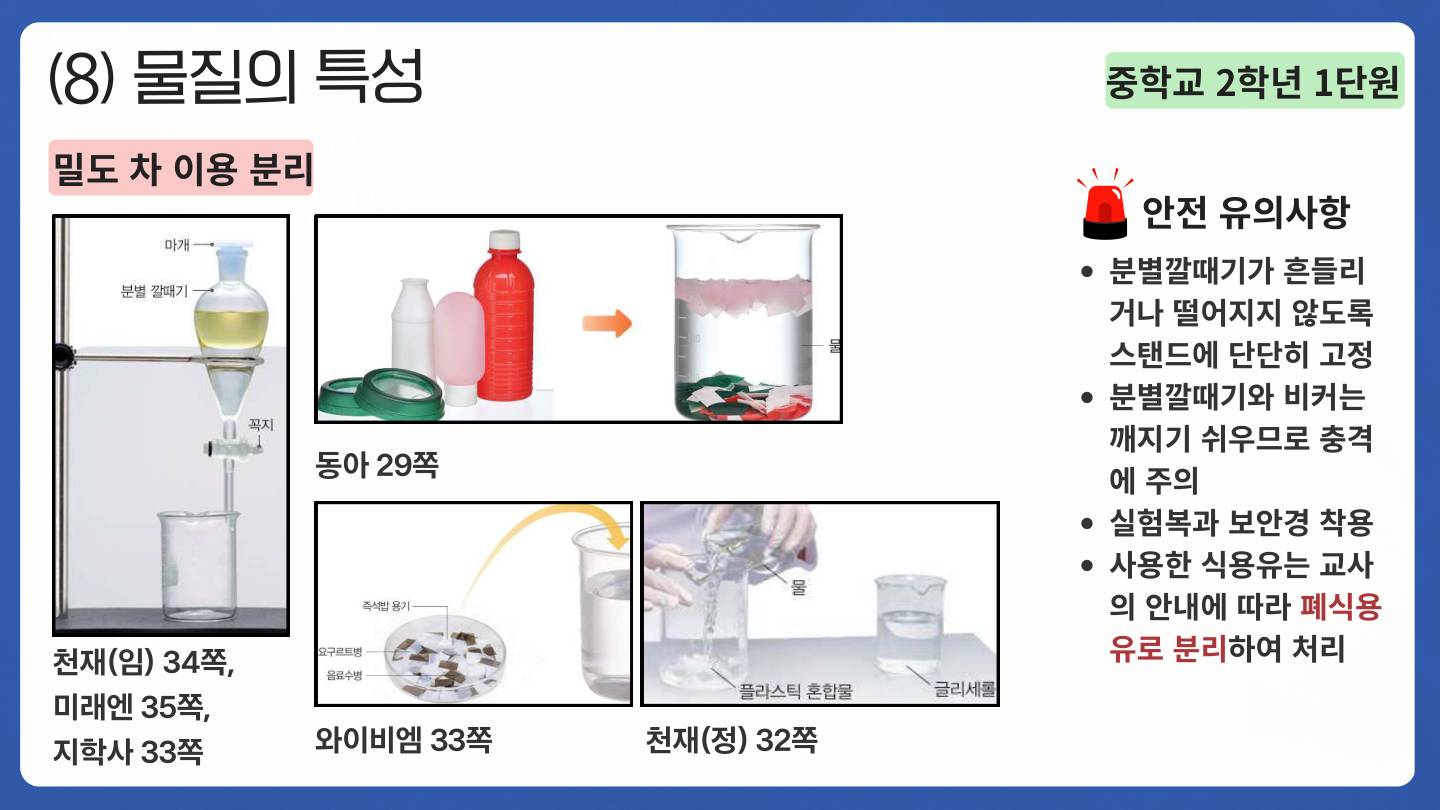 (8) 물질의 특성
중학교 2학년 1단원
밀도 차 이용 분리
마개
분별 깔때기
꼭지
천재(임) 34쪽,
미래엔 35쪽,
지학사 33쪽
물
동아 29쪽
즉석밥 용기
요구르트병
음료수병
와이비엠 33쪽
물
플라스틱 혼합물
글리세롤
천재(정) 32쪽
안전 유의사항
• 분별깔때기가 흔들리
거나 떨어지지 않도록
스탠드에 단단히 고정
• 분별깔때기와 비커는
깨지기 쉬우므로 충격
에 주의
• 실험복과 보안경 착용
• 사용한 식용유는 교사
의 안내에 따라 폐식용
유로 분리하여 처리